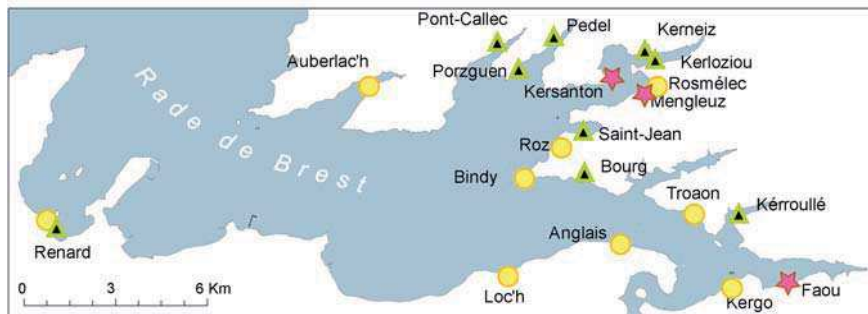 Pont-Callec
Pedel
Kerneiz
Auberlac'h
Porzguen
Kerloziou
Kersanton
Rosmélec
Mengleuz
Rade de Brest
Saint-Jean
Roz
Bindy
Bourg
Troaon
Kérroullé
Renard
Anglais
Loc'h
Kergo
Faou
0 3 6 Km